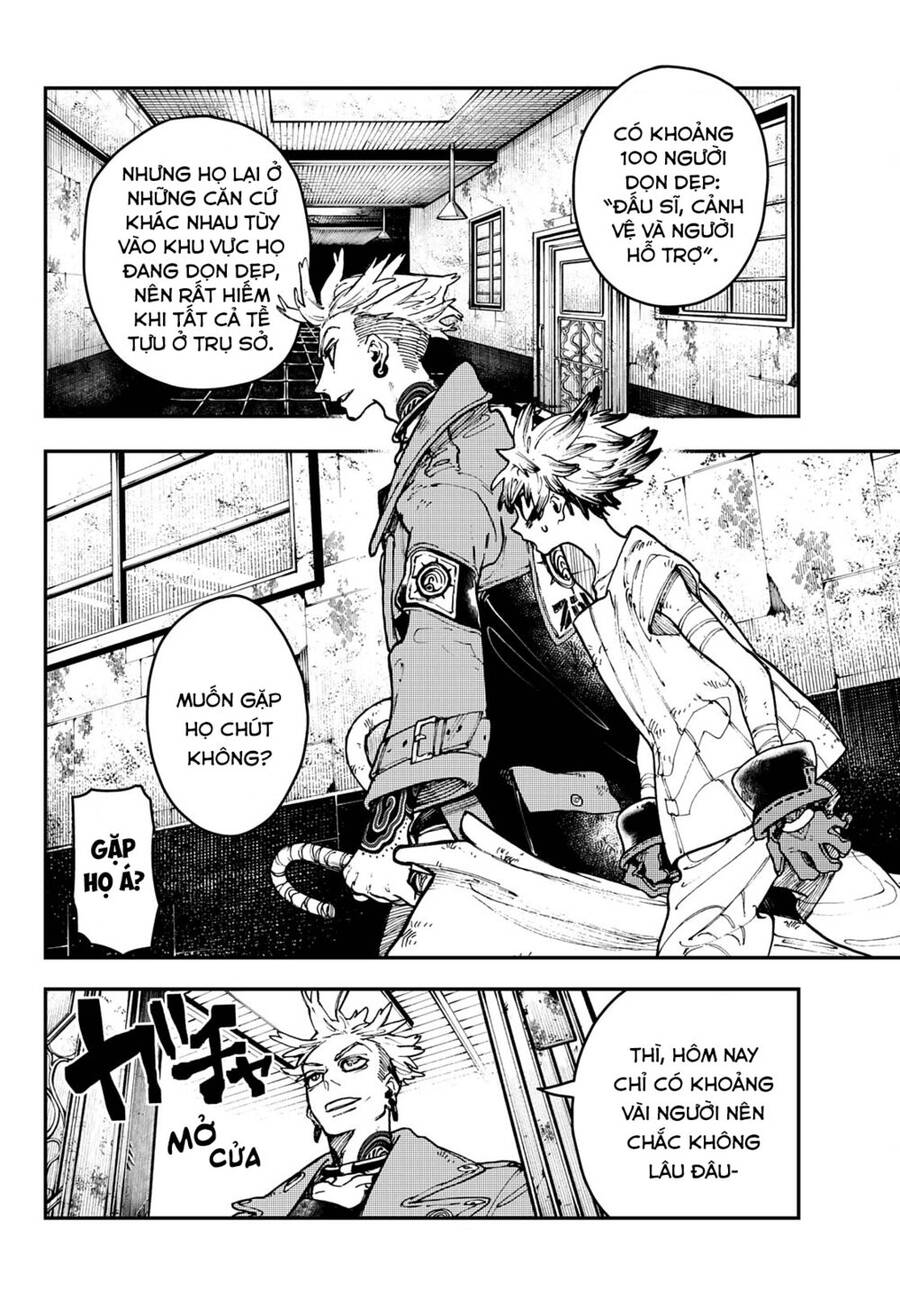 CÓ KHOẢNG
100 NGƯỜI
DỌN DẸP:
"ĐẤU SĨ, CẢNH
VỆ VÀ NGƯỜI
HỖ TRỢ".
NHƯNG HỌ LẠI Ở
NHỮNG CĂN CỨ
KHÁC NHAU TÙY
VÀO KHU VỰC HỌ
ĐANG DỌN DẸP,
NÊN RẤT HIẾM
KHI TẤT CẢ TỀ
TỰU Ở TRỤ SỞ.
MUỐN GẶP
HỌ CHÚT
KHÔNG?
GẶP
HỌ Á?
THÌ, HÔM NAY
CHỈ CÓ KHOẢNG
VÀI NGƯỜI NÊN
CHẮC KHÔNG
LÂU ĐÂU-
ガチャ
MỞ
CỬA